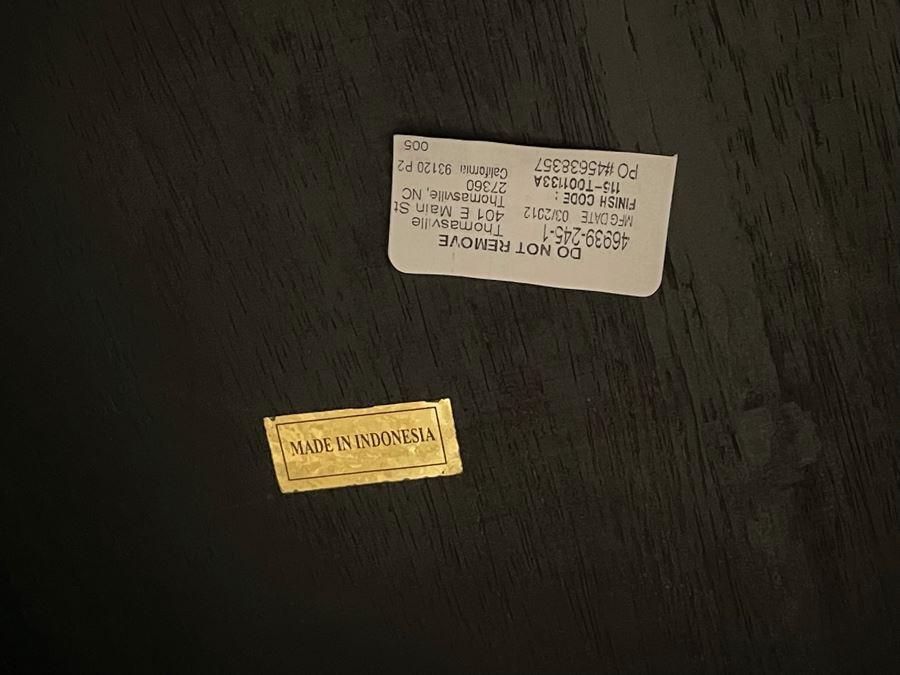 DO NOT REMOVE
46939-245-1
MFG DATE 03/2012
FINISH CODE :
115-T001133A
PO #45638357
Thomasville
401 E Main St
Thomasville, NC
27360
California 93120 P2
005
MADE IN INDONESIA